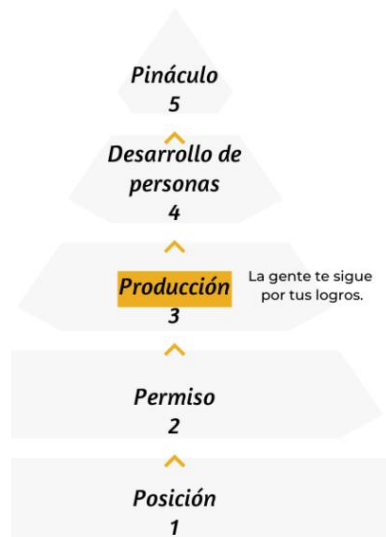 Pináculo
5
Desarrollo de
personas
4
Producción
3
La gente te sigue
por tus logros.
Permiso
2
Posición
1